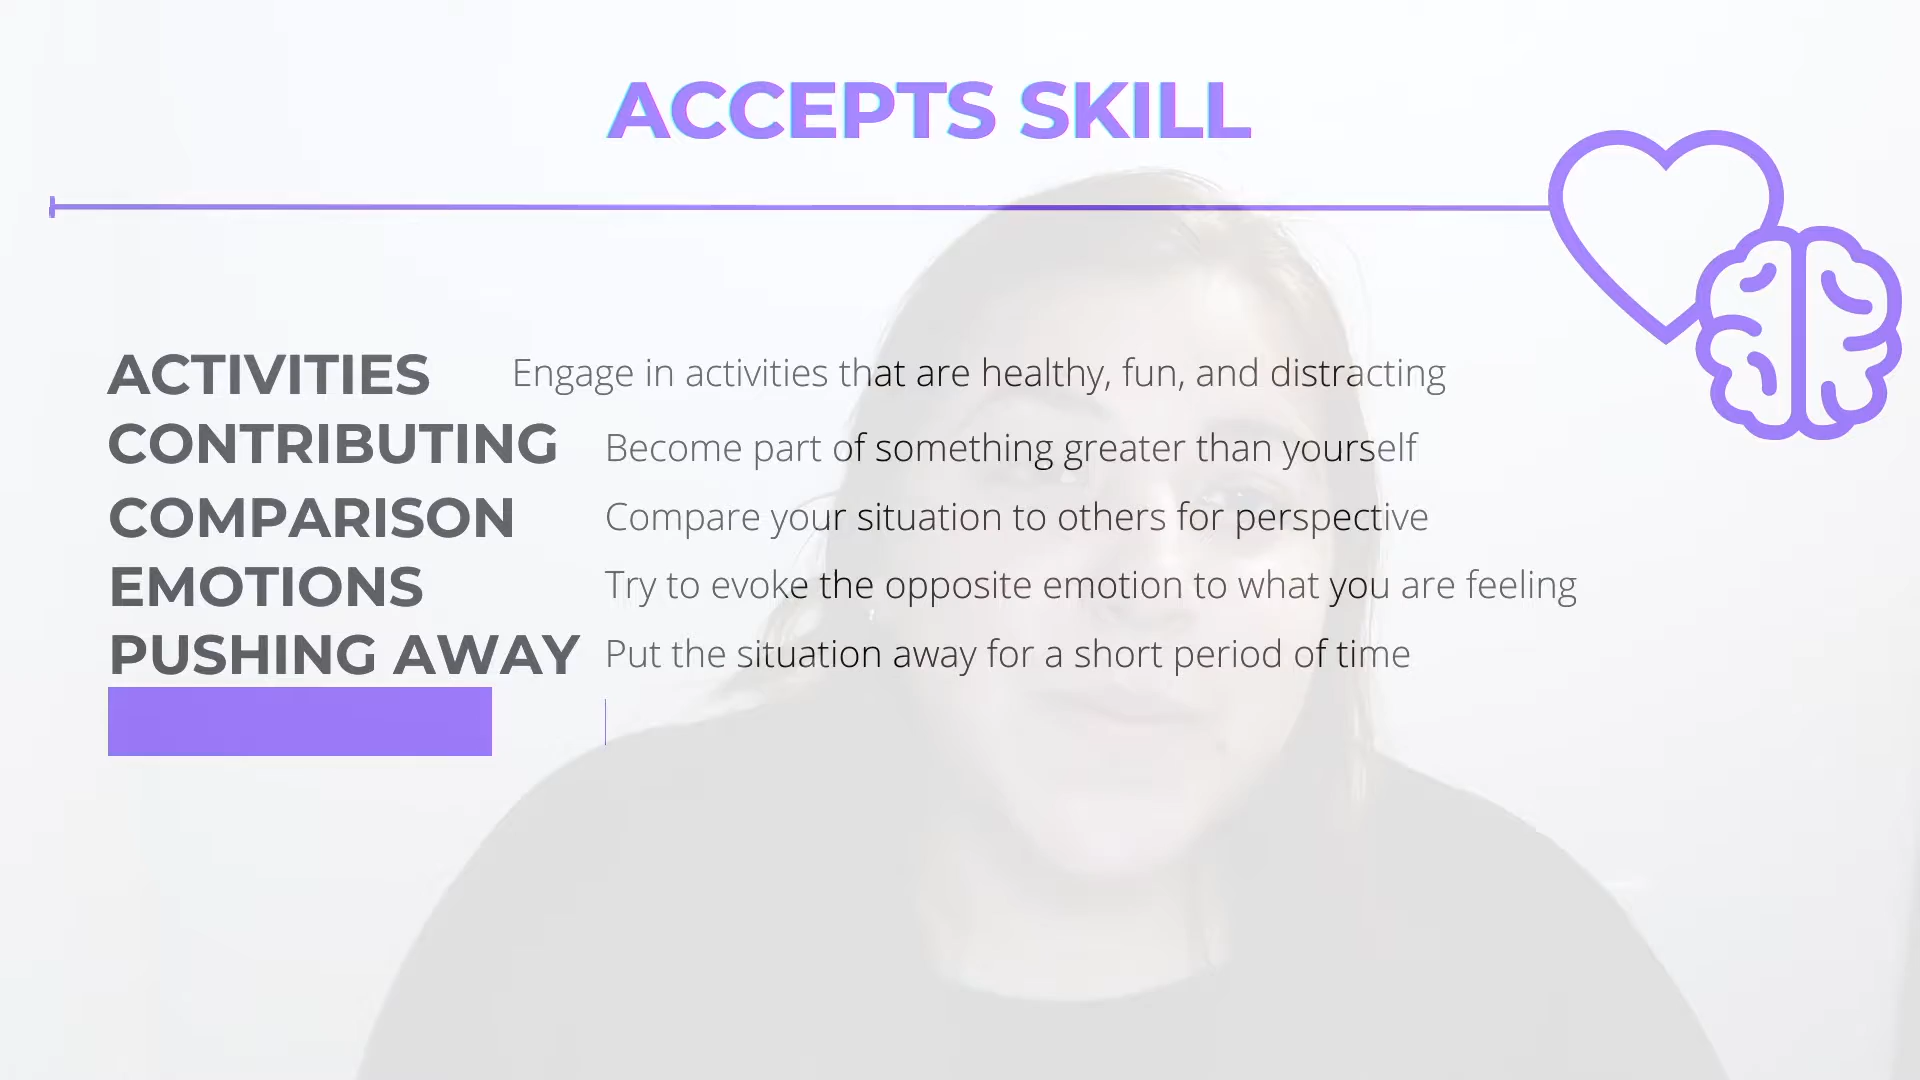 ACCEPTS SKILL
ACTIVITIES Engage in activities that are healthy, fun, and distracting
CONTRIBUTING Become part of something greater than yourself
COMPARISON Compare your situation to others for perspective
EMOTIONS Try to evoke the opposite emotion to what you are feeling
PUSHING AWAY Put the situation away for a short period of time